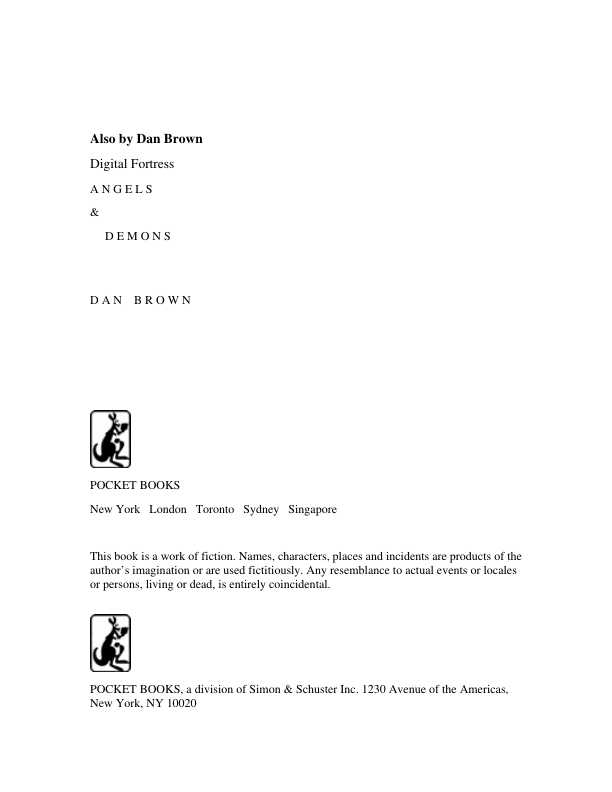 Also by Dan Brown
Digital Fortress
A N G E L S
&
D E M O N S
D A N   B R O W N
POCKET BOOKS
New York   London   Toronto   Sydney   Singapore
This book is a work of fiction. Names, characters, places and incidents are products of the
author’s imagination or are used fictitiously. Any resemblance to actual events or locales
or persons, living or dead, is entirely coincidental.
POCKET BOOKS, a division of Simon & Schuster Inc. 1230 Avenue of the Americas,
New York, NY 10020